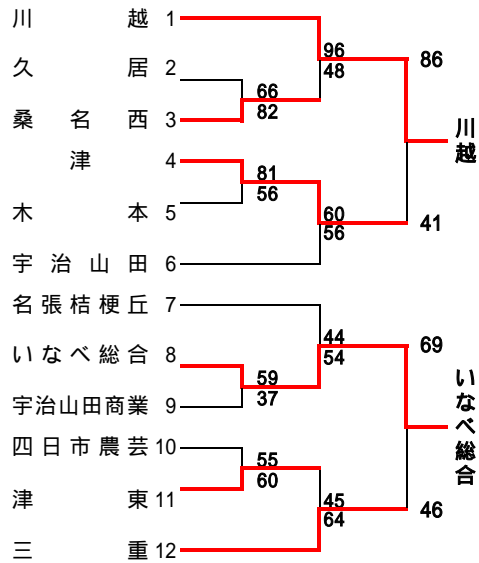 川越 1
久居 2
桑名西 3
津 4
木本 5
宇治山田 6
名張桔梗丘 7
いなべ総合 8
宇治山田商業 9
四日市農芸 10
津東 11
三重 12
66
82
81
56
59
37
55
60
96
48
60
56
44
54
45
64
86
41
69
46
川越
いなべ総合